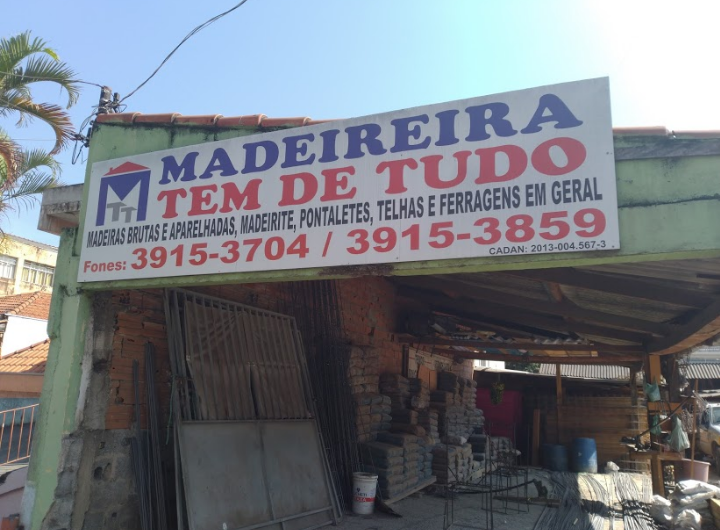 MADEIREIRA
TEM DE TUDO
MTT
MADEIRAS BRUTAS E APARELHADAS, MADEIRITE, PONTALETES, TELHAS E FERRAGENS EM GERAL
Fones: 3915-3704 / 3915-3859
CADAN: 2013-004.567-3